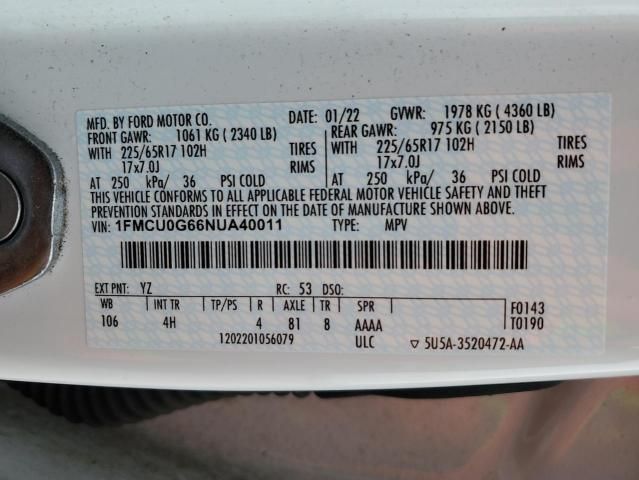 MFD. BY FORD MOTOR CO. DATE: 01/22 GVWR: 1978 KG (4360 LB)
FRONT GAWR: 1061 KG (2340 LB) REAR GAWR: 975 KG (2150 LB)
WITH 225/65R17 102H TIRES WITH 225/65R17 102H TIRES
17x7.0J RIMS 17x7.0J RIMS
AT 250 kPa/ 36 PSI COLD AT 250 kPa/ 36 PSI COLD
THIS VEHICLE CONFORMS TO ALL APPLICABLE FEDERAL MOTOR VEHICLE SAFETY AND THEFT
PREVENTION STANDARDS IN EFFECT ON THE DATE OF MANUFACTURE SHOWN ABOVE.
VIN: 1FMCU0G66NUA40011 TYPE: MPV
EXT PNT: YZ RC: 53 DSO:
WB INT TR TP/PS R AXLE TR SPR F0143
106 4H 4 81 8 AAAA T0190
1202201056079 ULC ▽ 5U5A-3520472-AA